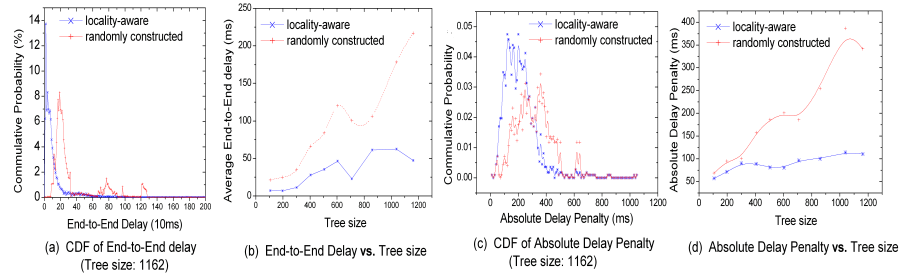 14
12
10
8
6
4
2
0
0 20 40 60 80 100 120 140 160 180 200
Commulative Probability (%)
End-to-End Delay (10ms)
locality-aware
randomly constructed
(a) CDF of End-to-End delay
(Tree size: 1162)
200
150
100
50
0
0 200 400 600 800 1000 1200
Average End-to-End delay (ms)
Tree size
locality-aware
randomly constructed
(b) End-to-End Delay vs. Tree size
0.05
0.04
0.03
0.02
0.01
0.00
0 200 400 600 800 1000
Commulative Probability
Absolute Delay Penalty (ms)
locality-aware
randomly constructed
(c) CDF of Absolute Delay Penalty
(Tree size: 1162)
400
350
300
250
200
150
100
50
0
0 200 400 600 800 1000 1200
Absolute Delay Penalty (ms)
Tree size
locality-aware
randomly constructed
(d) Absolute Delay Penalty vs. Tree size